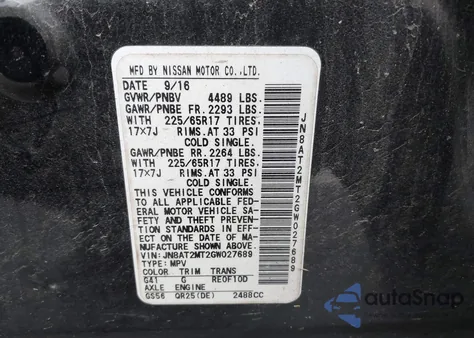 MFD BY NISSAN MOTOR CO.,LTD.
DATE 9/16
GVWR/PNBV 4489 LBS.
GAWR/PNBE FR. 2293 LBS.
WITH 225/65R17 TIRES.
17x7J RIMS.AT 33 PSI
COLD SINGLE.
GAWR/PNBE RR. 2264 LBS.
WITH 225/65R17 TIRES.
17x7J RIMS.AT 33 PSI
COLD SINGLE.
THIS VEHICLE CONFORMS
TO ALL APPLICABLE FED-
ERAL MOTOR VEHICLE SA-
FETY AND THEFT PREVEN-
TION STANDARDS IN EFF-
ECT ON THE DATE OF MA-
NUFACTURE SHOWN ABOVE.
VIN:JN8AT2MT2GW027689
TYPE: MPV
COLOR TRIM TRANS
G41 G RE0F10D
AXLE ENGINE
GS56 QR25(DE) 2488CC
JN8AT2MT2GW027689
autoSnap